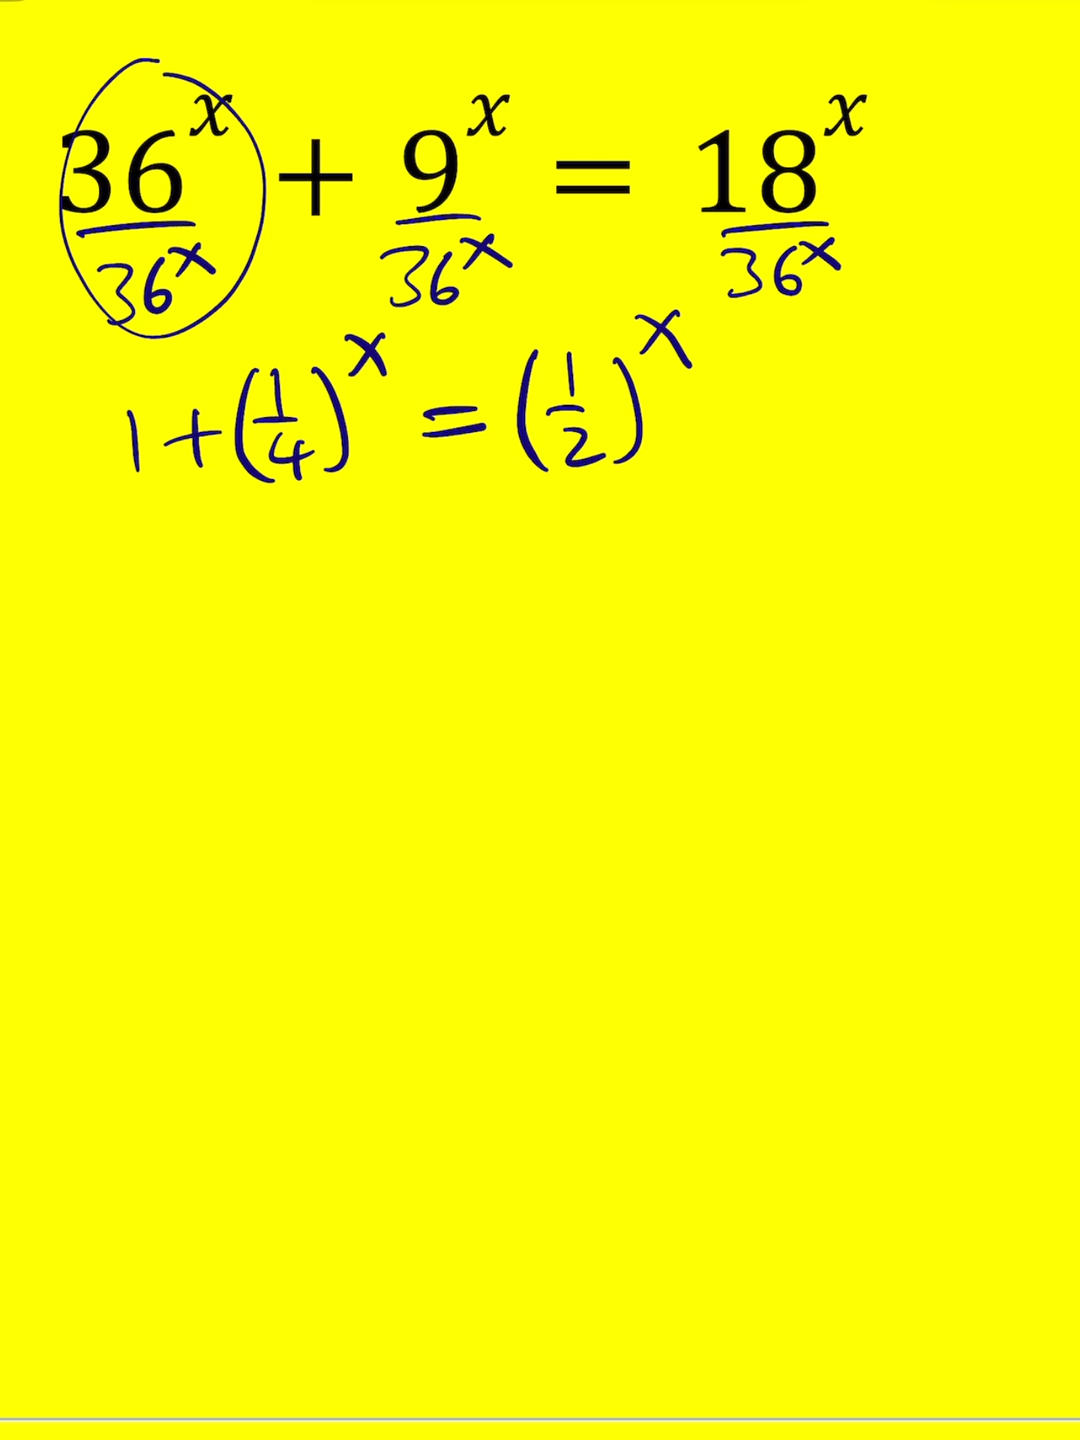 36^x + 9^x = 18^x
36^x 36^x 36^x
1 + (1/4)^x = (1/2)^x